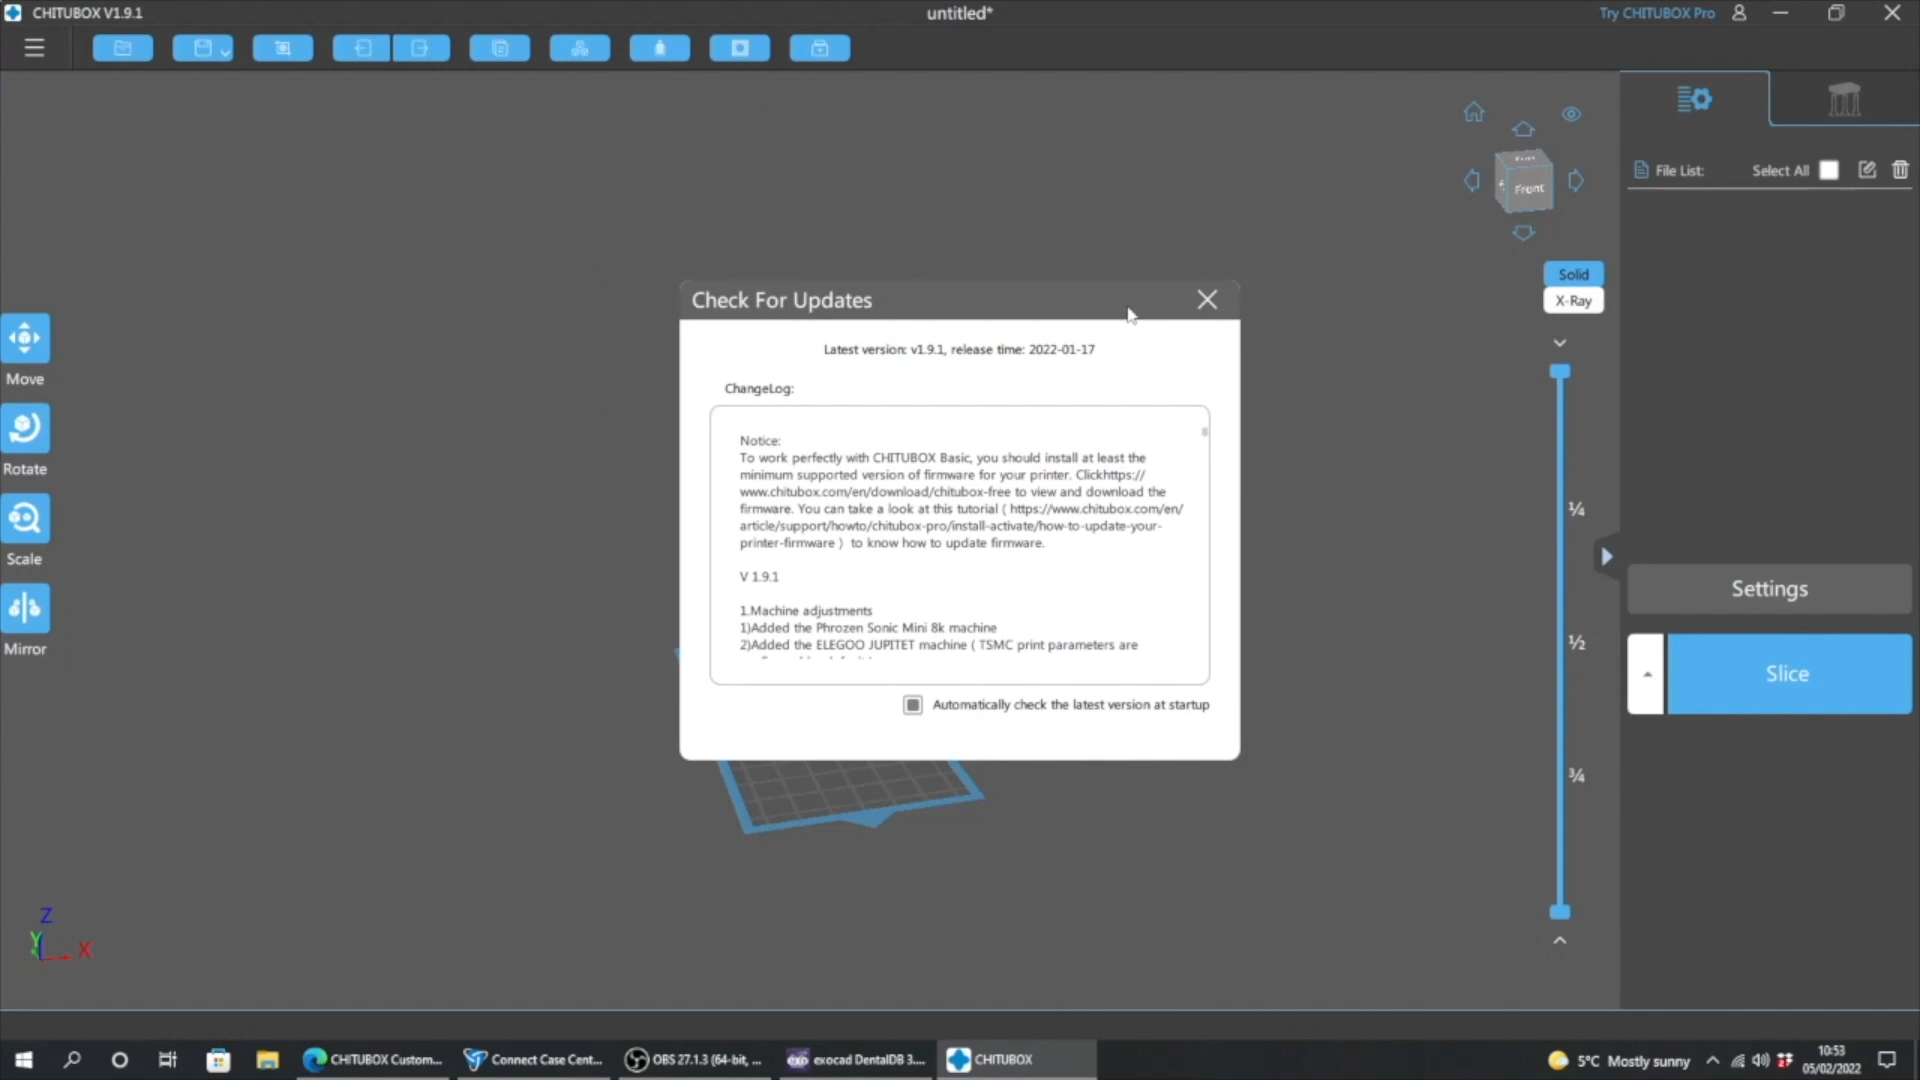 CHITUBOX V1.9.1
untitled*
Try CHITUBOX Pro
File List:
Select All
Front
Solid
X-Ray
Move
Rotate
Scale
Mirror
Check For Updates
Latest version: v1.9.1, release time: 2022-01-17
ChangeLog:
Notice:
To work perfectly with CHITUBOX Basic, you should install at least the
minimum supported version of firmware for your printer. Clickhttps://
www.chitubox.com/en/download/chitubox-free to view and download the
firmware. You can take a look at this tutorial ( https://www.chitubox.com/en/
article/support/howto/chitubox-pro/install-activate/how-to-update-your-
printer-firmware ) to know how to update firmware.
V 1.9.1
1.Machine adjustments
1)Added the Phrozen Sonic Mini 8k machine
2)Added the ELEGOO JUPITET machine ( TSMC print parameters are
Automatically check the latest version at startup
¼
½
¾
Settings
Slice
Z
Y
X
CHITUBOX Custom...
Connect Case Cent...
OBS 27.1.3 (64-bit, ...
exo
exocad DentalDB 3....
CHITUBOX
5°C Mostly sunny
10:53
05/02/2022